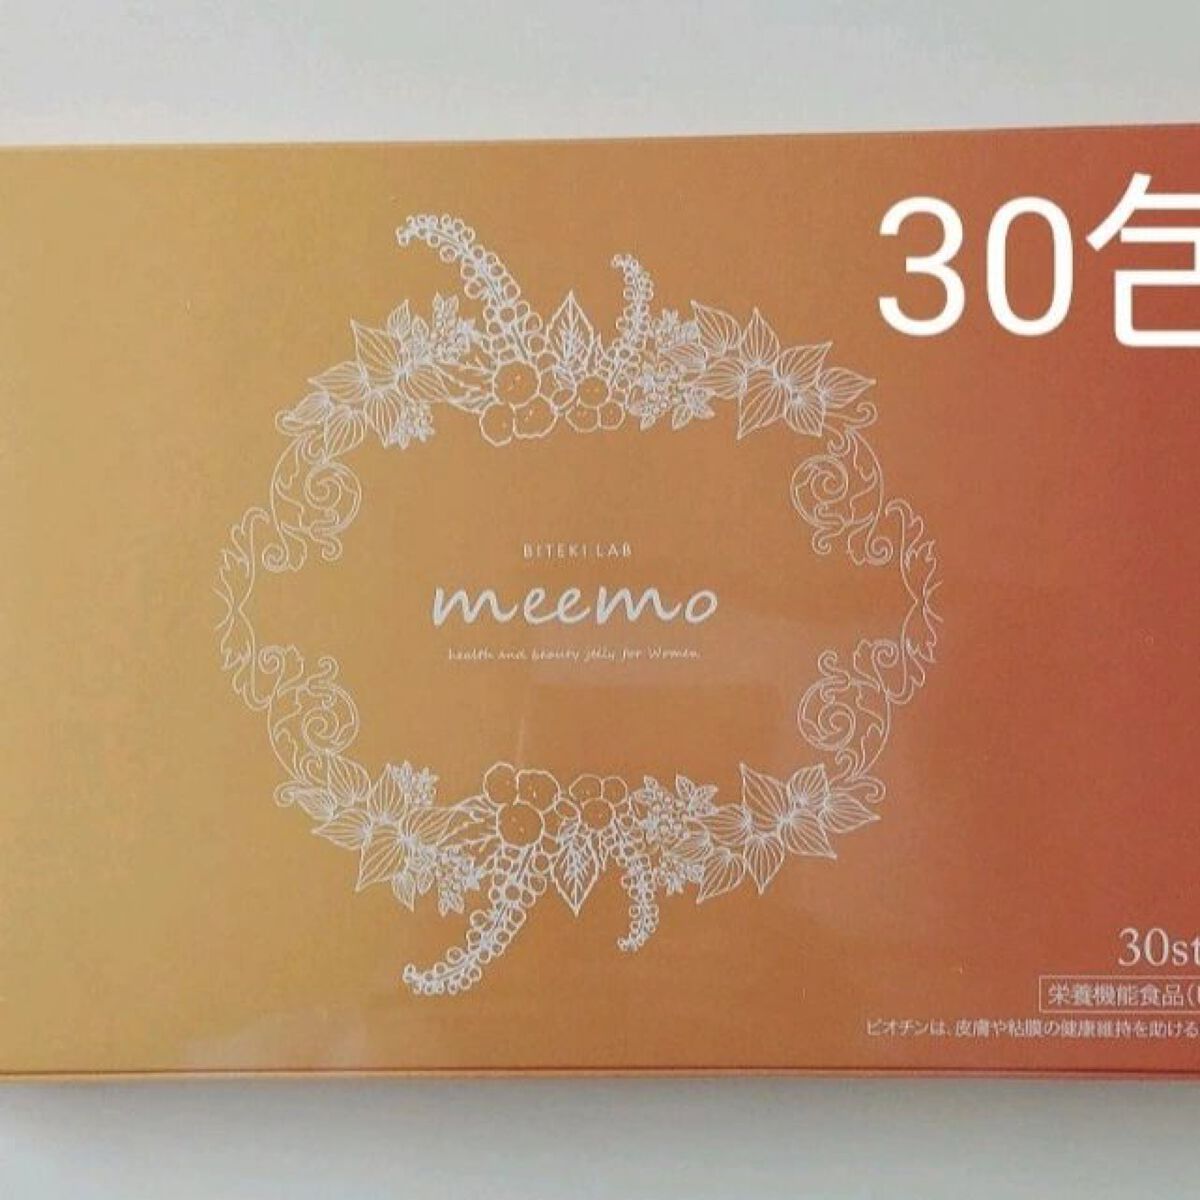 30包
BITEKI LAB
meemo
health and beauty jelly for Women
30st
栄養機能食品(
ビオチンは、皮膚や粘膜の健康維持を助ける